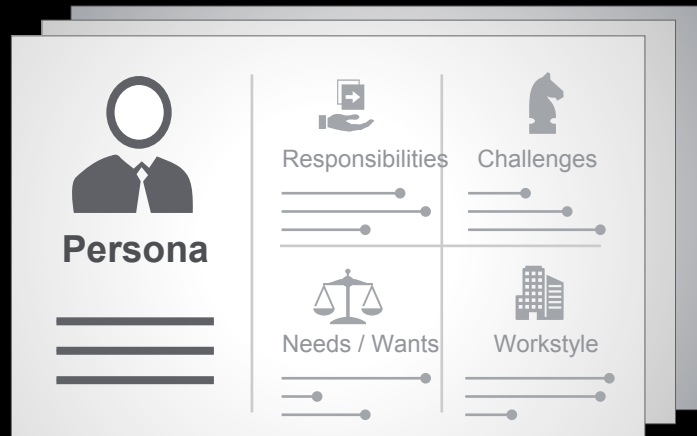 Persona
Responsibilities
Challenges
Needs / Wants
Workstyle